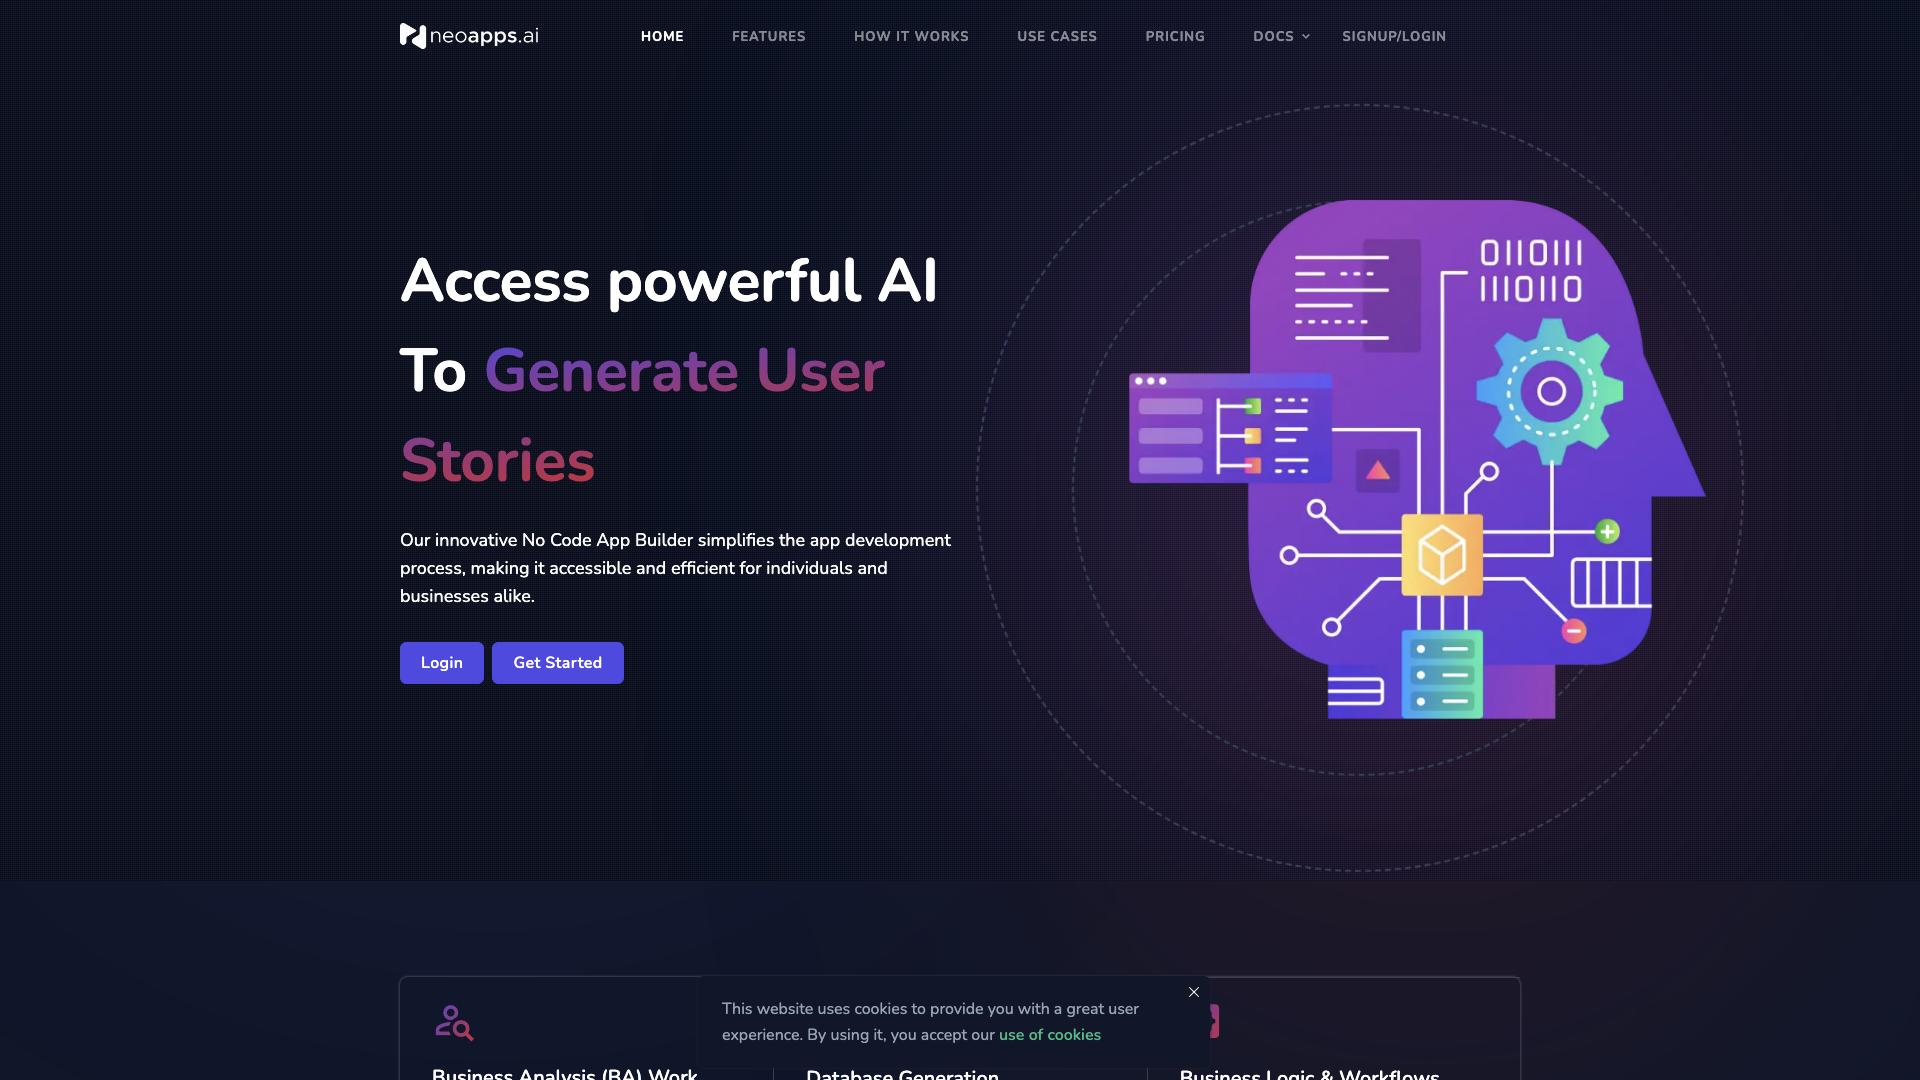 neoapps.ai
HOME
FEATURES
HOW IT WORKS
USE CASES
PRICING
DOCS
SIGNUP/LOGIN
Access powerful AI
To Generate User
Stories
Our innovative No Code App Builder simplifies the app development
process, making it accessible and efficient for individuals and
businesses alike.
Login
Get Started
0110111
1110110
This website uses cookies to provide you with a great user
experience. By using it, you accept our use of cookies
Business Analysis (BA) Work
Database Generation
Business Logic & Workflows